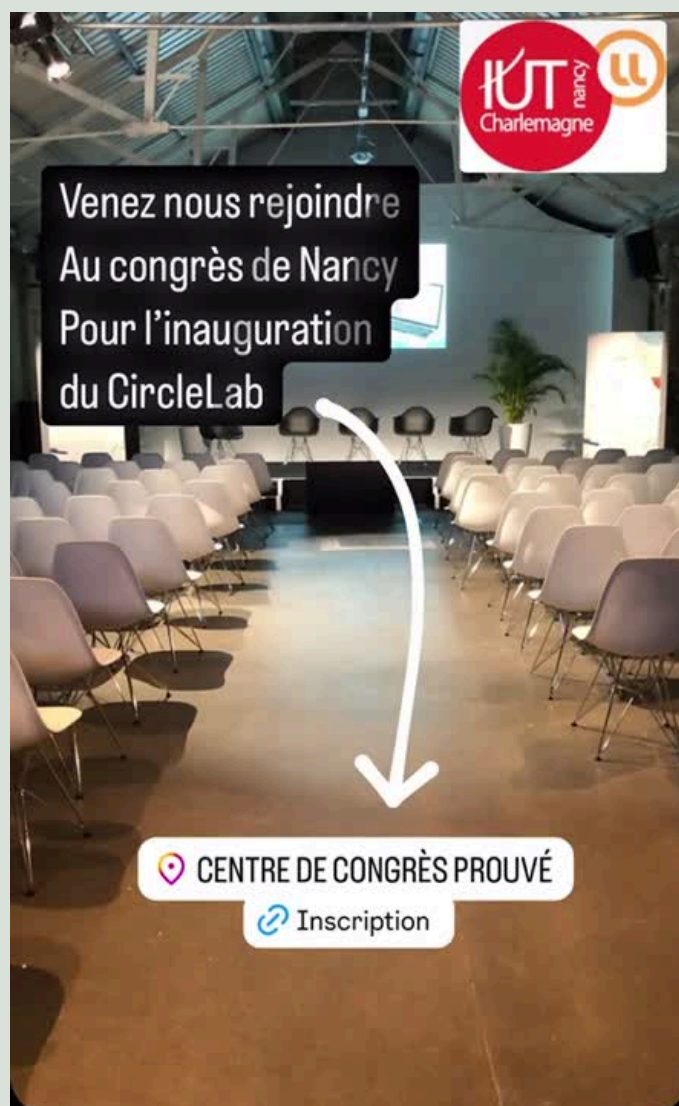 IUT
nancy
Charlemagne
Venez nous rejoindre
Au congrès de Nancy
Pour l'inauguration
du CircleLab
CENTRE DE CONGRÈS PROUVÉ
Inscription